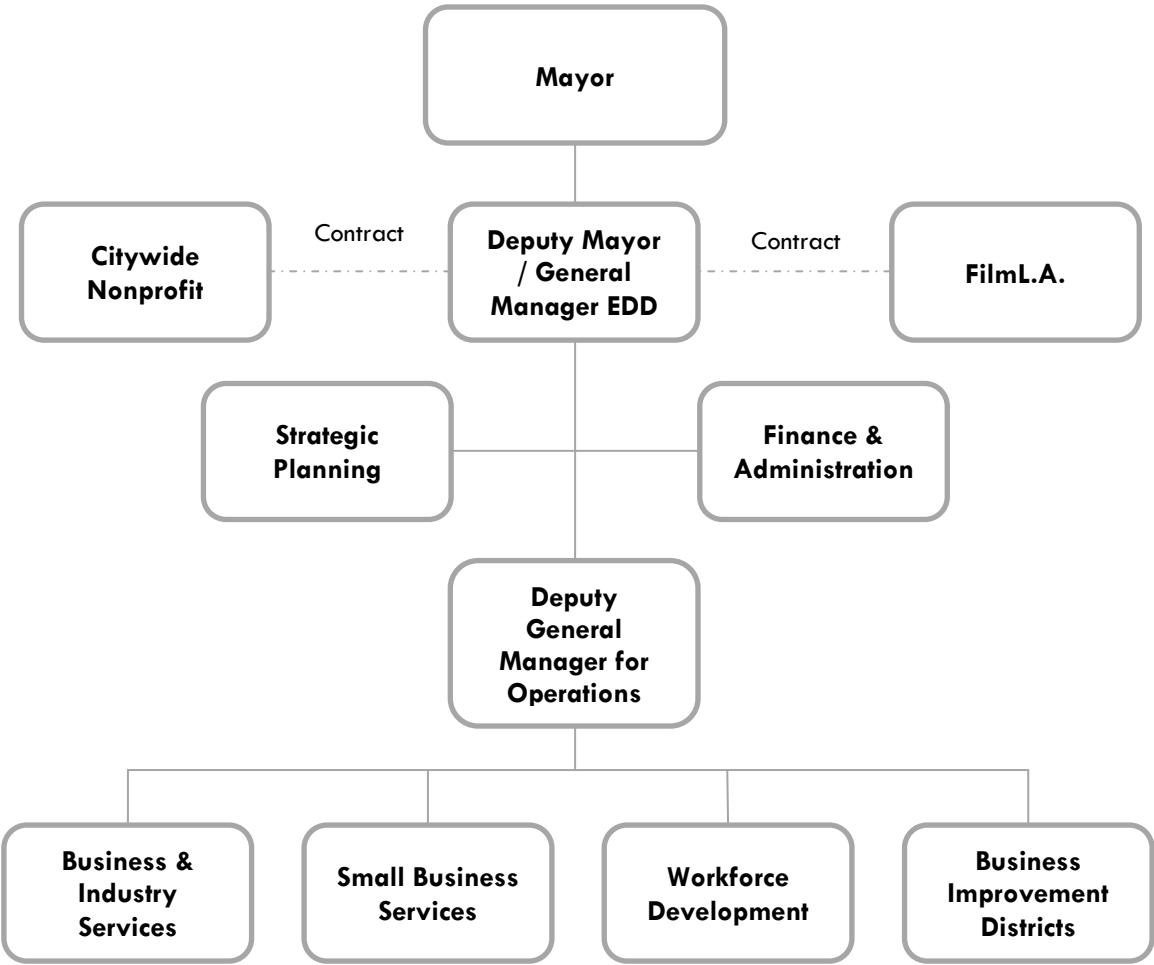 Mayor
Citywide
Nonprofit
Contract
Deputy Mayor
/ General
Manager EDD
Contract
FilmL.A.
Strategic
Planning
Finance &
Administration
Deputy
General
Manager for
Operations
Business &
Industry
Services
Small Business
Services
Workforce
Development
Business
Improvement
Districts